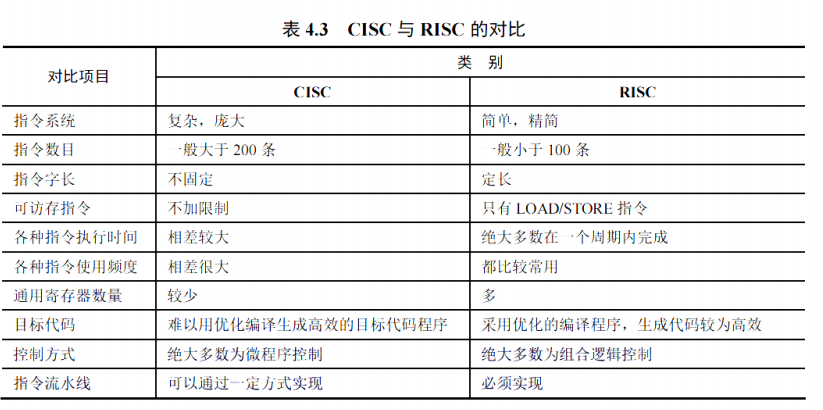 表 4.3 CISC 与 RISC 的对比
对比项目 类 别
CISC RISC
指令系统 复杂，庞大 简单，精简
指令数目 一般大于 200 条 一般小于 100 条
指令字长 不固定 定长
可访存指令 不加限制 只有 LOAD/STORE 指令
各种指令执行时间 相差较大 绝大多数在一个周期内完成
各种指令使用频度 相差很大 都比较常用
通用寄存器数量 较少 多
目标代码 难以用优化编译生成高效的目标代码程序 采用优化的编译程序，生成代码较为高效
控制方式 绝大多数为微程序控制 绝大多数为组合逻辑控制
指令流水线 可以通过一定方式实现 必须实现